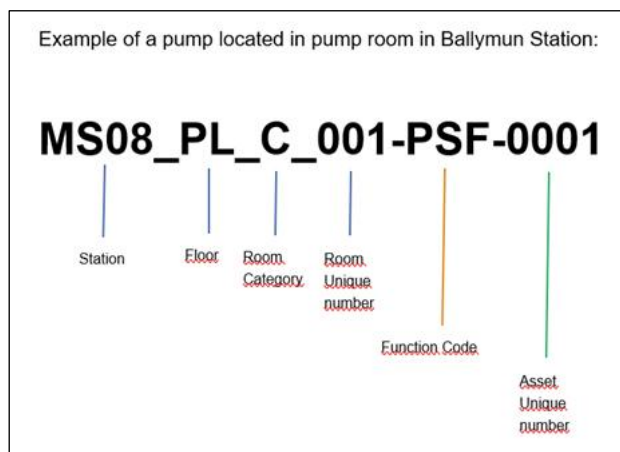 Example of a pump located in pump room in Ballymun Station:
MS08_PL_C_001-PSF-0001
Station
Floor
Room
Category
Room
Unique
number
Function Code
Asset
Unique
number